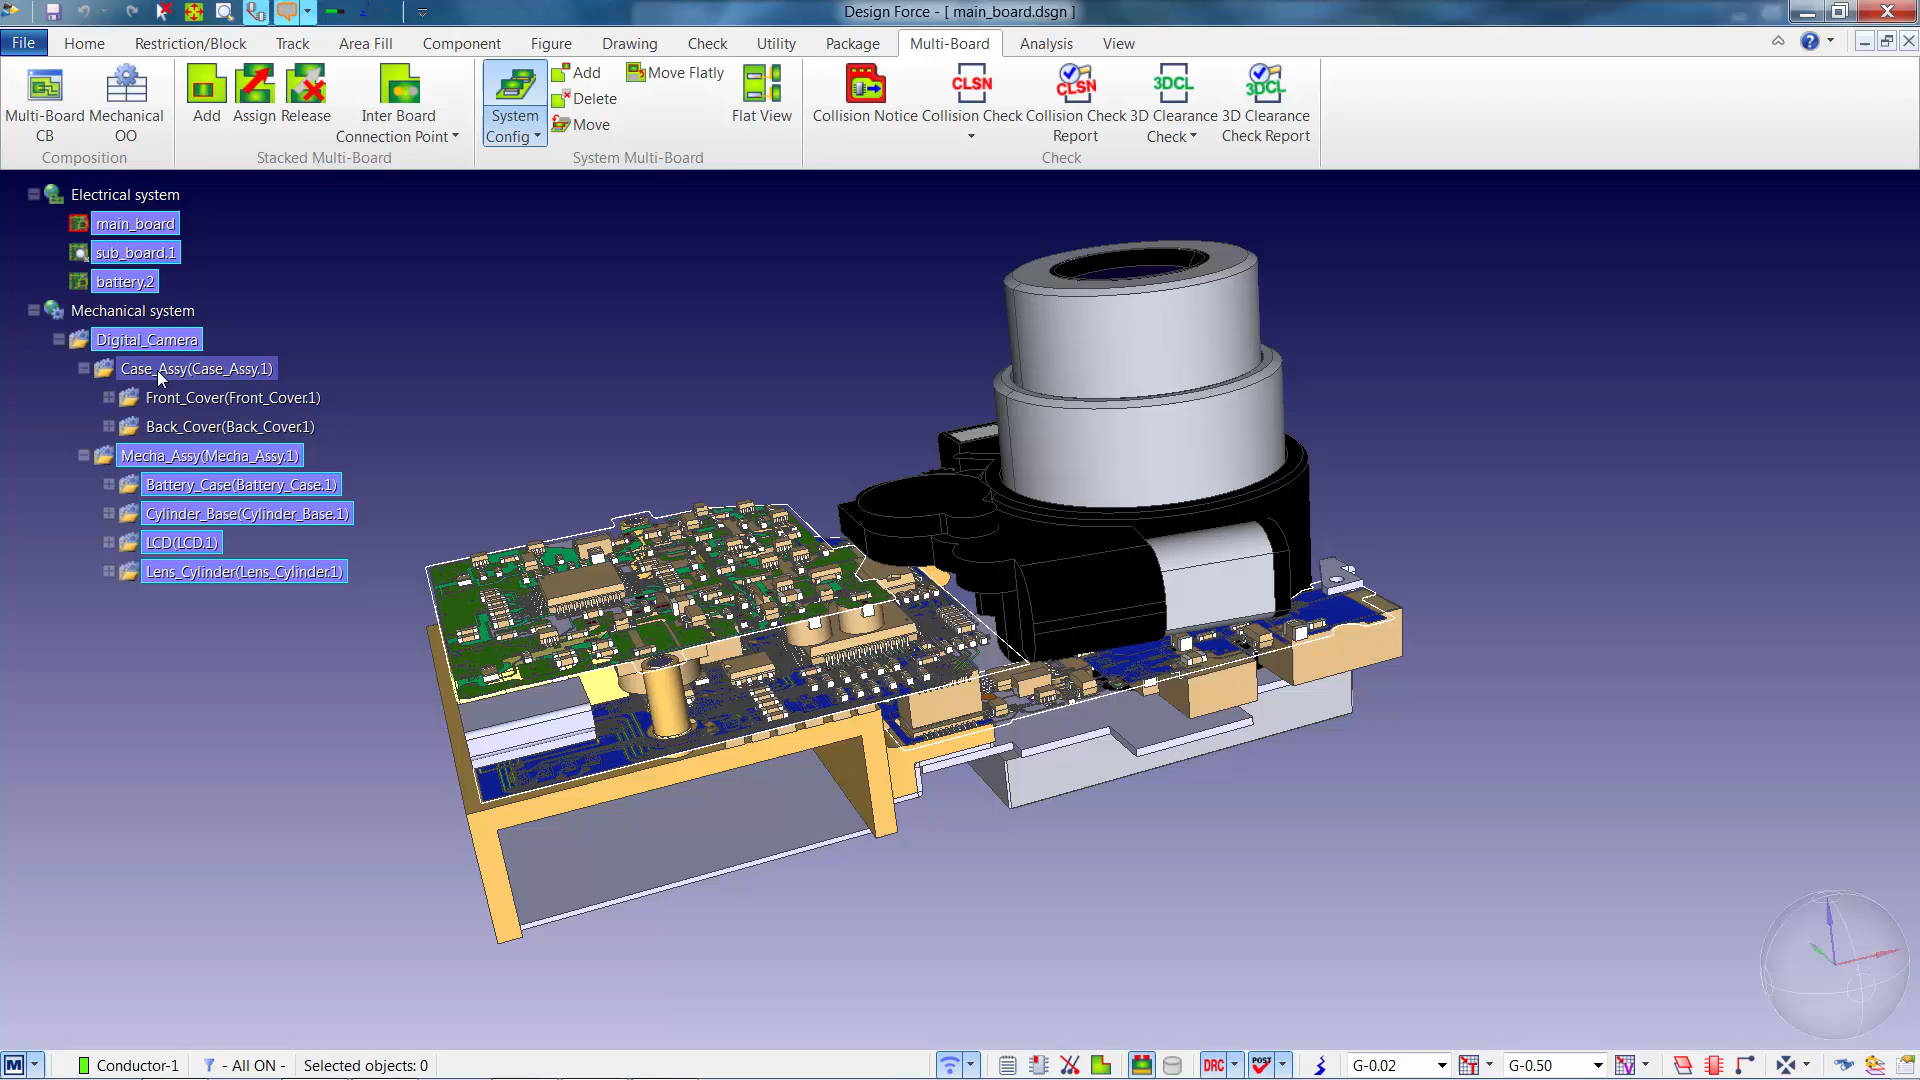 Design Force - [ main_board.dsgn ]
File Home Restriction/Block Track Area Fill Component Figure Drawing Check Utility Package Multi-Board Analysis View
Multi-Board CB
Mechanical OO
Composition
Add
Assign
Release
Inter Board Connection Point
Stacked Multi-Board
System Config
Add
Delete
Move
Move Flatly
Flat View
System Multi-Board
CLSN
CLSN
3DCL
3DCL
Collision Notice
Collision Check
Collision Check Report
3D Clearance Check
3D Clearance Check Report
Check
Electrical system
main_board
sub_board.1
battery.2
Mechanical system
Digital_Camera
Case_Assy(Case_Assy.1)
Front_Cover(Front_Cover.1)
Back_Cover(Back_Cover.1)
Mecha_Assy(Mecha_Assy.1)
Battery_Case(Battery_Case.1)
Cylinder_Base(Cylinder_Base.1)
LCD(LCD.1)
Lens_Cylinder(Lens_Cylinder.1)
M Conductor-1 - All ON - Selected objects: 0 DRC POST G-0.02 G-0.50